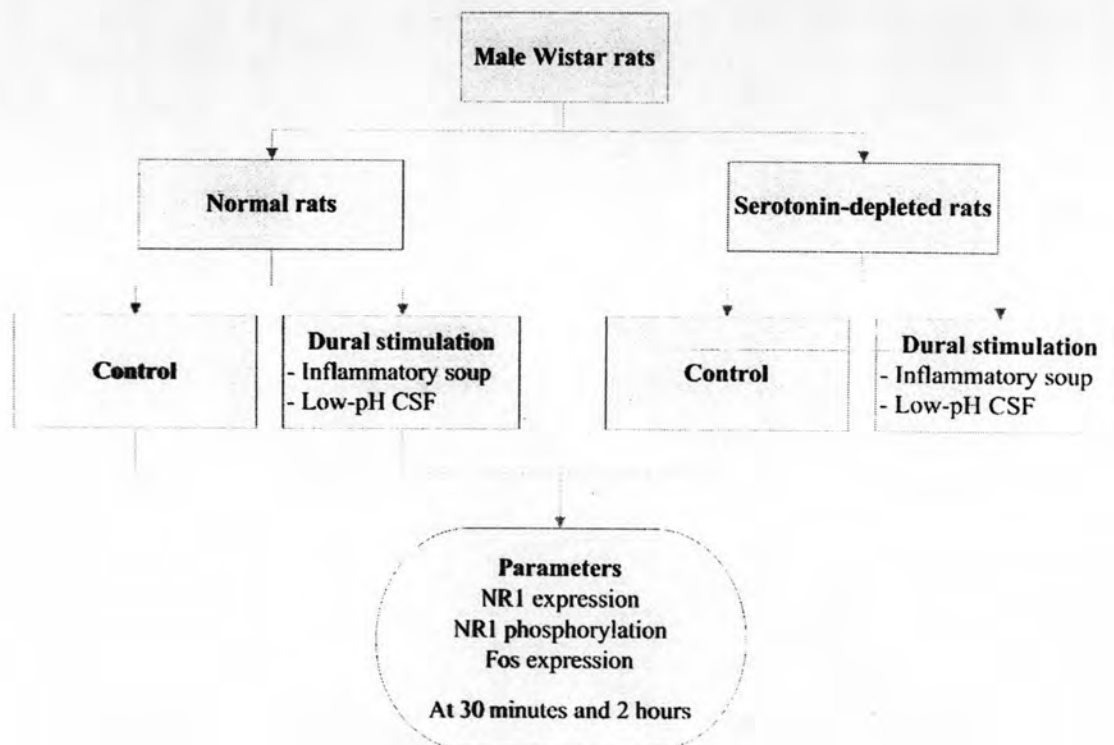 Male Wistar rats
Normal rats
Serotonin-depleted rats
Control
Dural stimulation
- Inflammatory soup
- Low-pH CSF
Control
Dural stimulation
- Inflammatory soup
- Low-pH CSF
Parameters
NR1 expression
NR1 phosphorylation
Fos expression
At 30 minutes and 2 hours